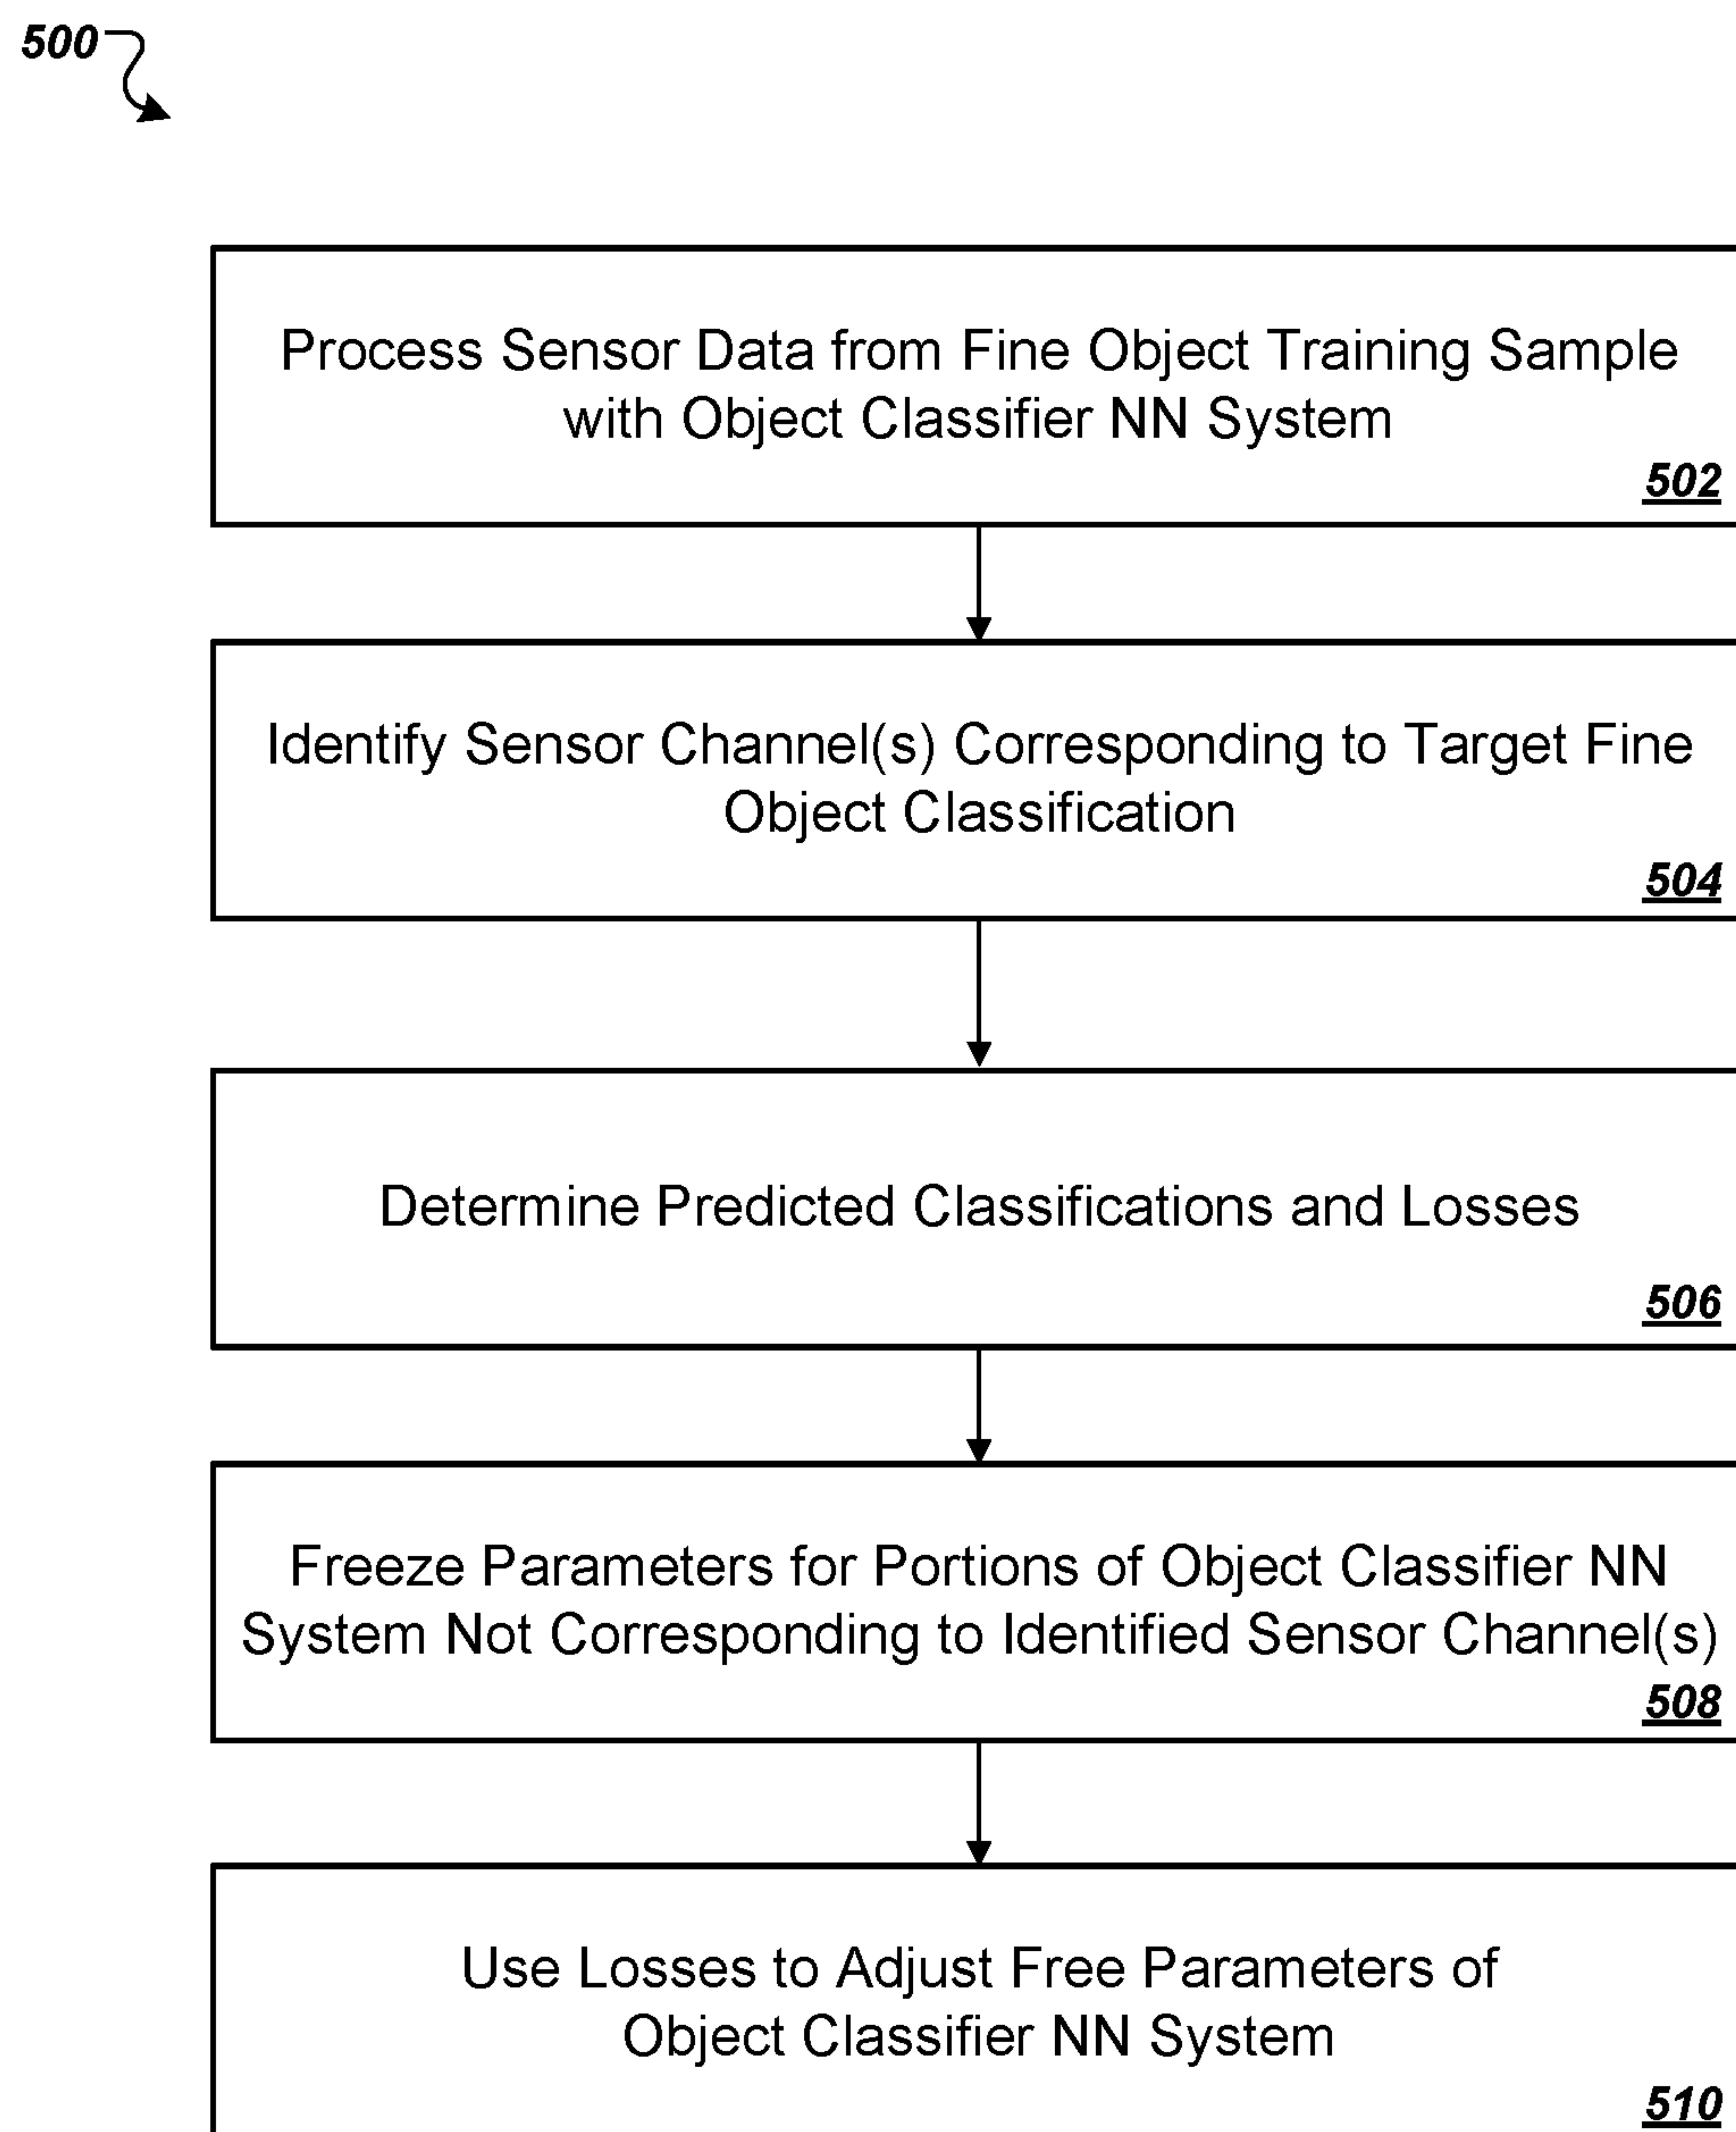 500
Process Sensor Data from Fine Object Training Sample
with Object Classifier NN System
502
Identify Sensor Channel(s) Corresponding to Target Fine
Object Classification
504
Determine Predicted Classifications and Losses
506
Freeze Parameters for Portions of Object Classifier NN
System Not Corresponding to Identified Sensor Channel(s)
508
Use Losses to Adjust Free Parameters of
Object Classifier NN System
510